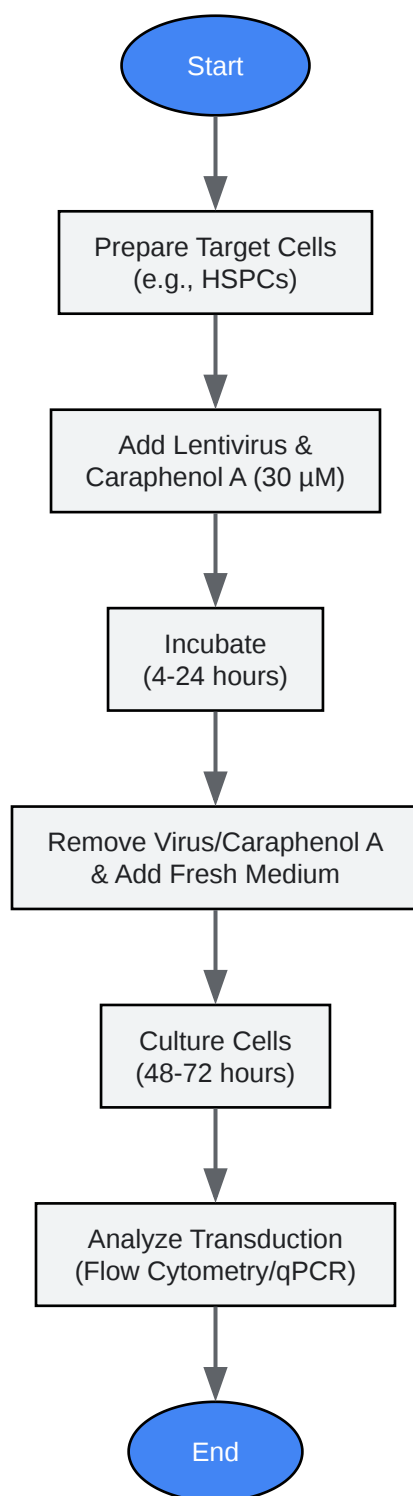 Start
Prepare Target Cells
(e.g., HSPCs)
Add Lentivirus &
Caraphenol A (30 µM)
Incubate
(4-24 hours)
Remove Virus/Caraphenol A
& Add Fresh Medium
Culture Cells
(48-72 hours)
Analyze Transduction
(Flow Cytometry/qPCR)
End